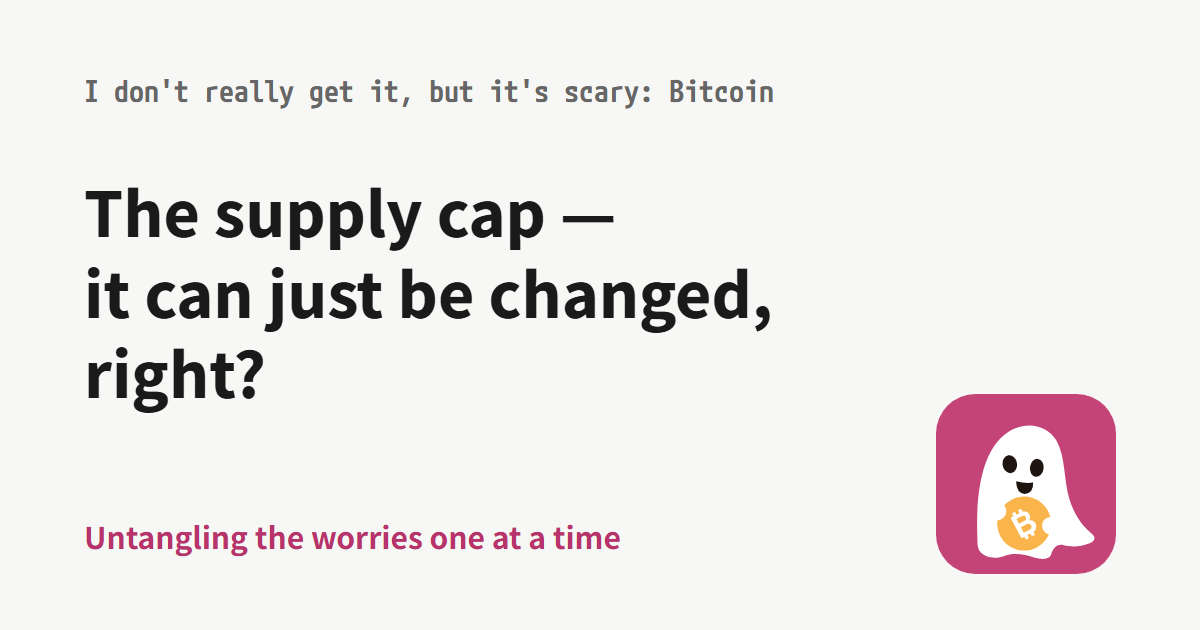 I don't really get it, but it's scary: Bitcoin
The supply cap —
it can just be changed,
right?
Untangling the worries one at a time